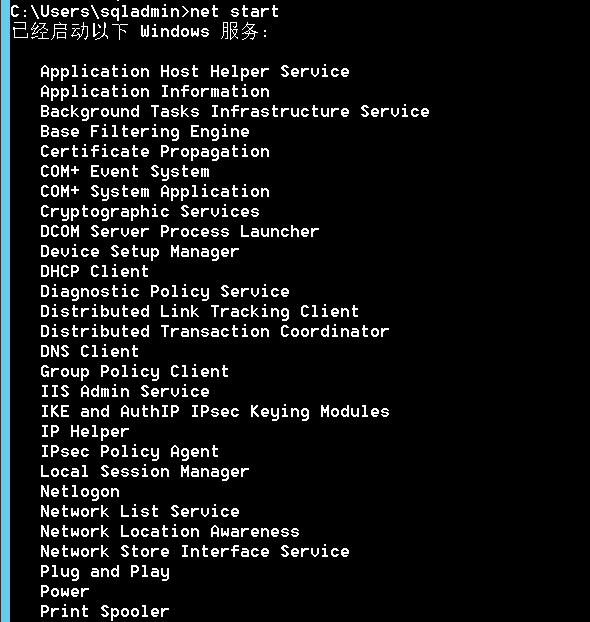 C:\Users\sqladmin>net start
已经启动以下 Windows 服务:
Application Host Helper Service
Application Information
Background Tasks Infrastructure Service
Base Filtering Engine
Certificate Propagation
COM+ Event System
COM+ System Application
Cryptographic Services
DCOM Server Process Launcher
Device Setup Manager
DHCP Client
Diagnostic Policy Service
Distributed Link Tracking Client
Distributed Transaction Coordinator
DNS Client
Group Policy Client
IIS Admin Service
IKE and AuthIP IPsec Keying Modules
IP Helper
IPsec Policy Agent
Local Session Manager
Netlogon
Network List Service
Network Location Awareness
Network Store Interface Service
Plug and Play
Power
Print Spooler